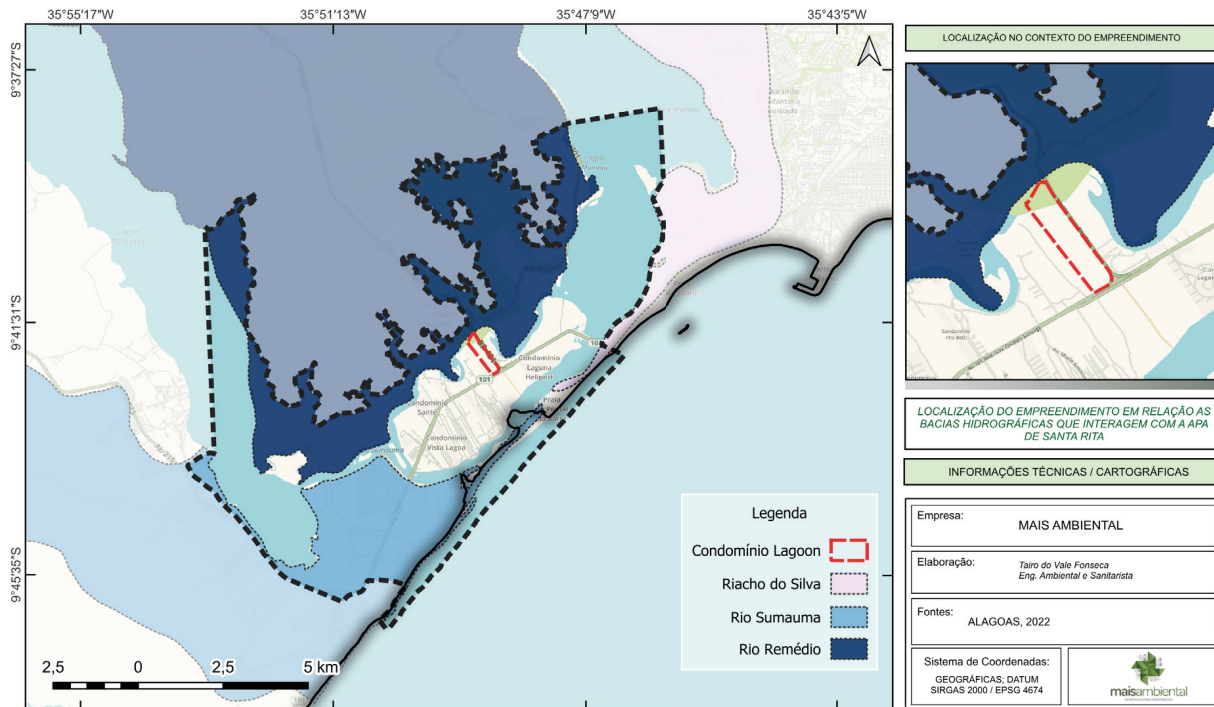 35°55'17"W
35°51'13"W
35°47'9"W
35°43'5"W
9°37'27"S
9°41'31"S
9°45'35"S
Lagoa
Mundaú
101
Condomínio
Laguna
Heliport
Condomínio
Vista Lagoa
Praia
2,5 0 2,5 5 km
Legenda
Condomínio Lagoon
Riacho do Silva
Rio Sumauma
Rio Remédio
LOCALIZAÇÃO NO CONTEXTO DO EMPREENDIMENTO
LOCALIZAÇÃO DO EMPREENDIMENTO EM RELAÇÃO AS
BACIAS HIDROGRÁFICAS QUE INTERAGEM COM A APA
DE SANTA RITA
INFORMAÇÕES TÉCNICAS / CARTOGRÁFICAS
Empresa:
MAIS AMBIENTAL
Elaboração:
Tairo do Vale Fonseca
Eng. Ambiental e Sanitarista
Fontes:
ALAGOAS, 2022
Sistema de Coordenadas:
GEOGRÁFICAS; DATUM
SIRGAS 2000 / EPSG 4674
maisambiental